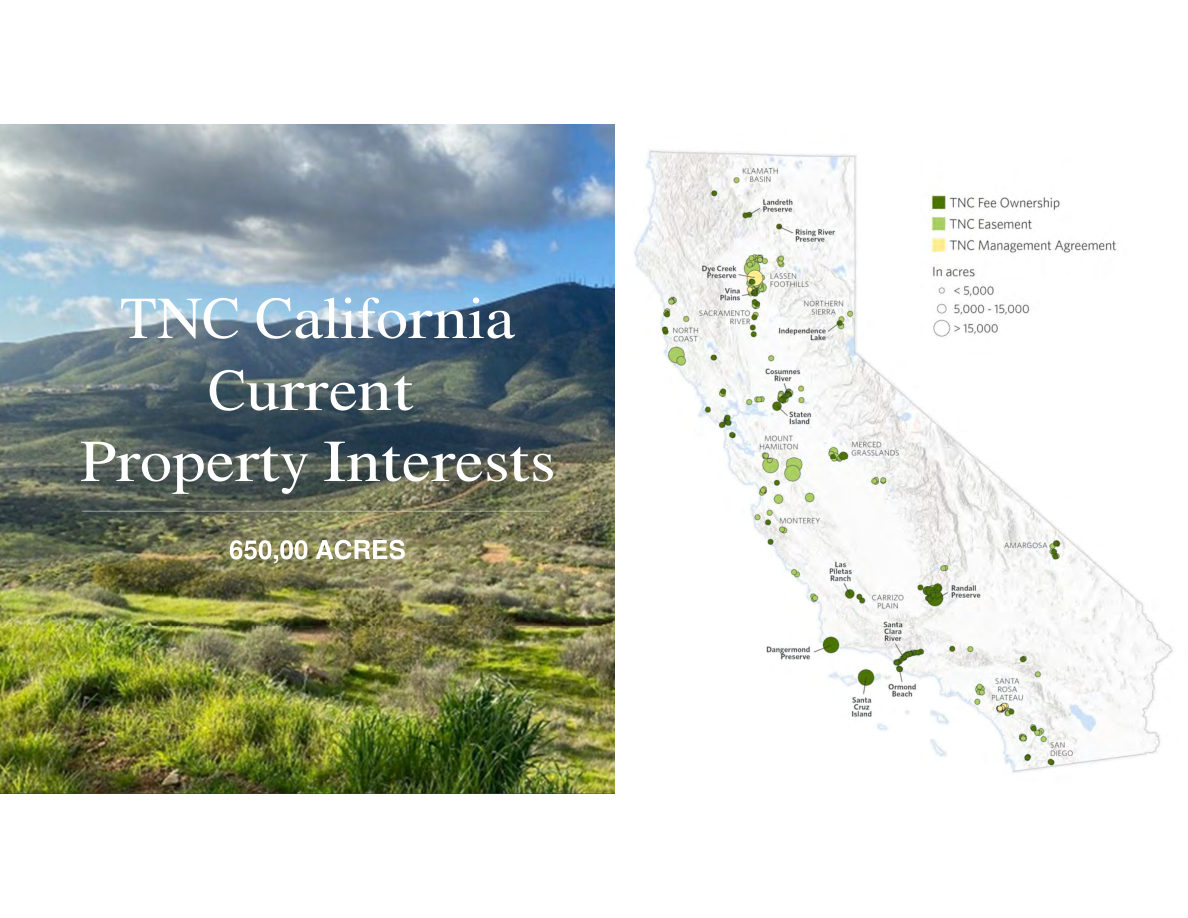 TNC California
Current
Property Interests
650,00 ACRES
KLAMATH
BASIN
Landreth
Preserve
Rising River
Preserve
Dye Creek
Preserve
LASSEN
FOOTHILLS
Vina
Plains
SACRAMENTO
RIVER
NORTHERN
SIERRA
Independence
Lake
NORTH
COAST
Cosumnes
River
Staten
Island
MOUNT
HAMILTON
MERCED
GRASSLANDS
MONTEREY
AMARGOSA
Las
Piletas
Ranch
CARRIZO
PLAIN
Randall
Preserve
Santa
Clara
River
Dangermond
Preserve
Santa
Cruz
Island
Ormond
Beach
SANTA
ROSA
PLATEAU
SAN
DIEGO
TNC Fee Ownership
TNC Easement
TNC Management Agreement
In acres
< 5,000
5,000 - 15,000
> 15,000